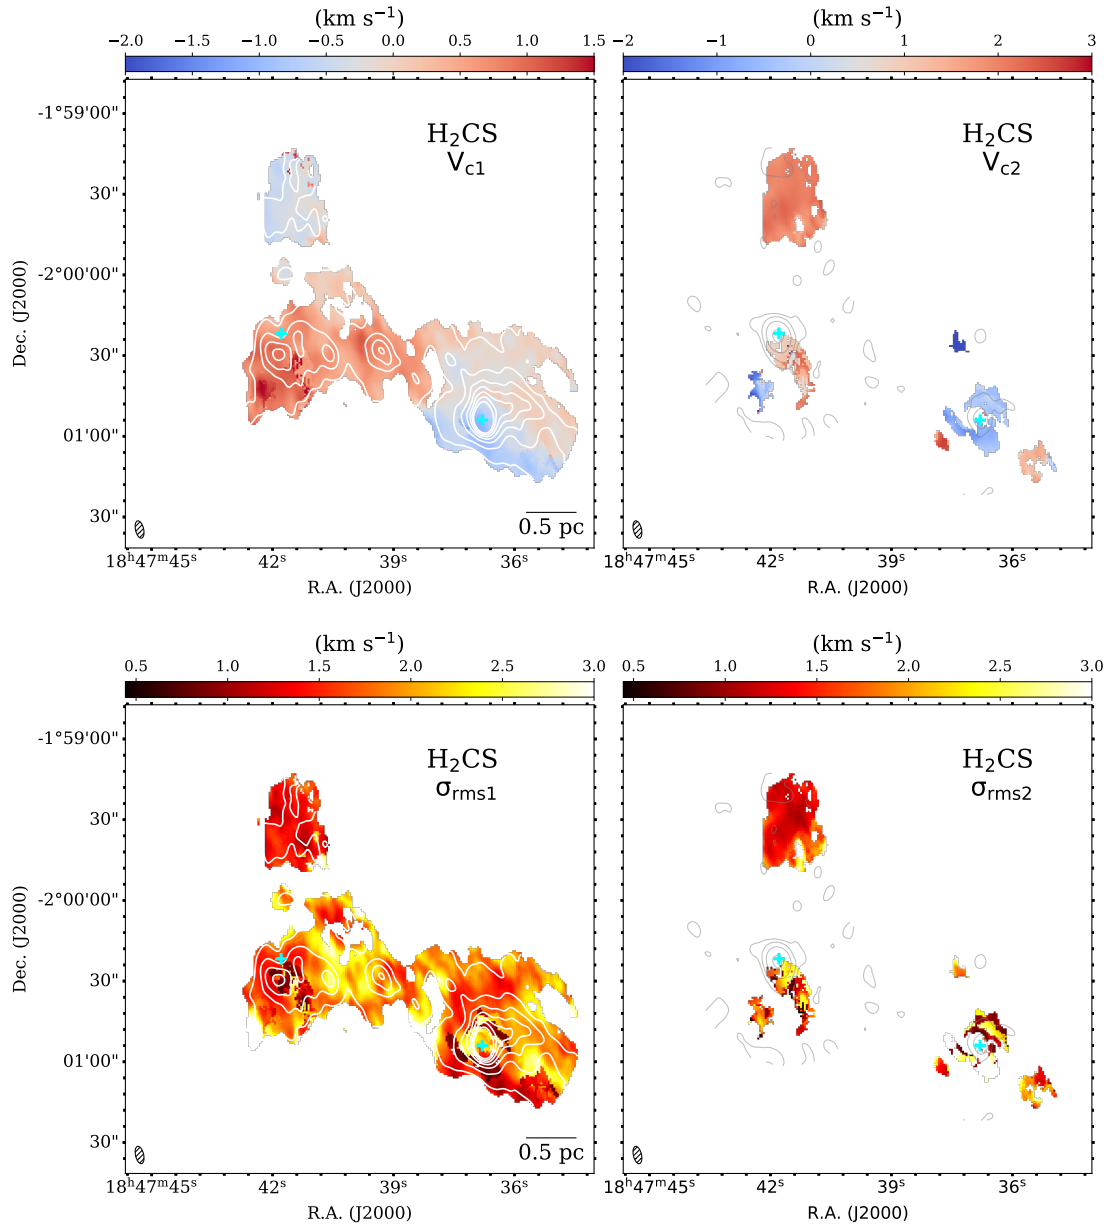 (km s⁻¹)
−2.0 −1.5 −1.0 −0.5 0.0 0.5 1.0 1.5
H₂CS
V_c1
-1°59'00"
30"
-2°00'00"
30"
01'00"
30"
Dec. (J2000)
0.5 pc
18ʰ47ᵐ45ˢ 42ˢ 39ˢ 36ˢ
R.A. (J2000)
(km s⁻¹)
−2 −1 0 1 2 3
H₂CS
V_c2
18ʰ47ᵐ45ˢ 42ˢ 39ˢ 36ˢ
R.A. (J2000)
(km s⁻¹)
0.5 1.0 1.5 2.0 2.5 3.0
H₂CS
σ_rms1
-1°59'00"
30"
-2°00'00"
30"
01'00"
30"
Dec. (J2000)
0.5 pc
18ʰ47ᵐ45ˢ 42ˢ 39ˢ 36ˢ
R.A. (J2000)
(km s⁻¹)
0.5 1.0 1.5 2.0 2.5 3.0
H₂CS
σ_rms2
18ʰ47ᵐ45ˢ 42ˢ 39ˢ 36ˢ
R.A. (J2000)